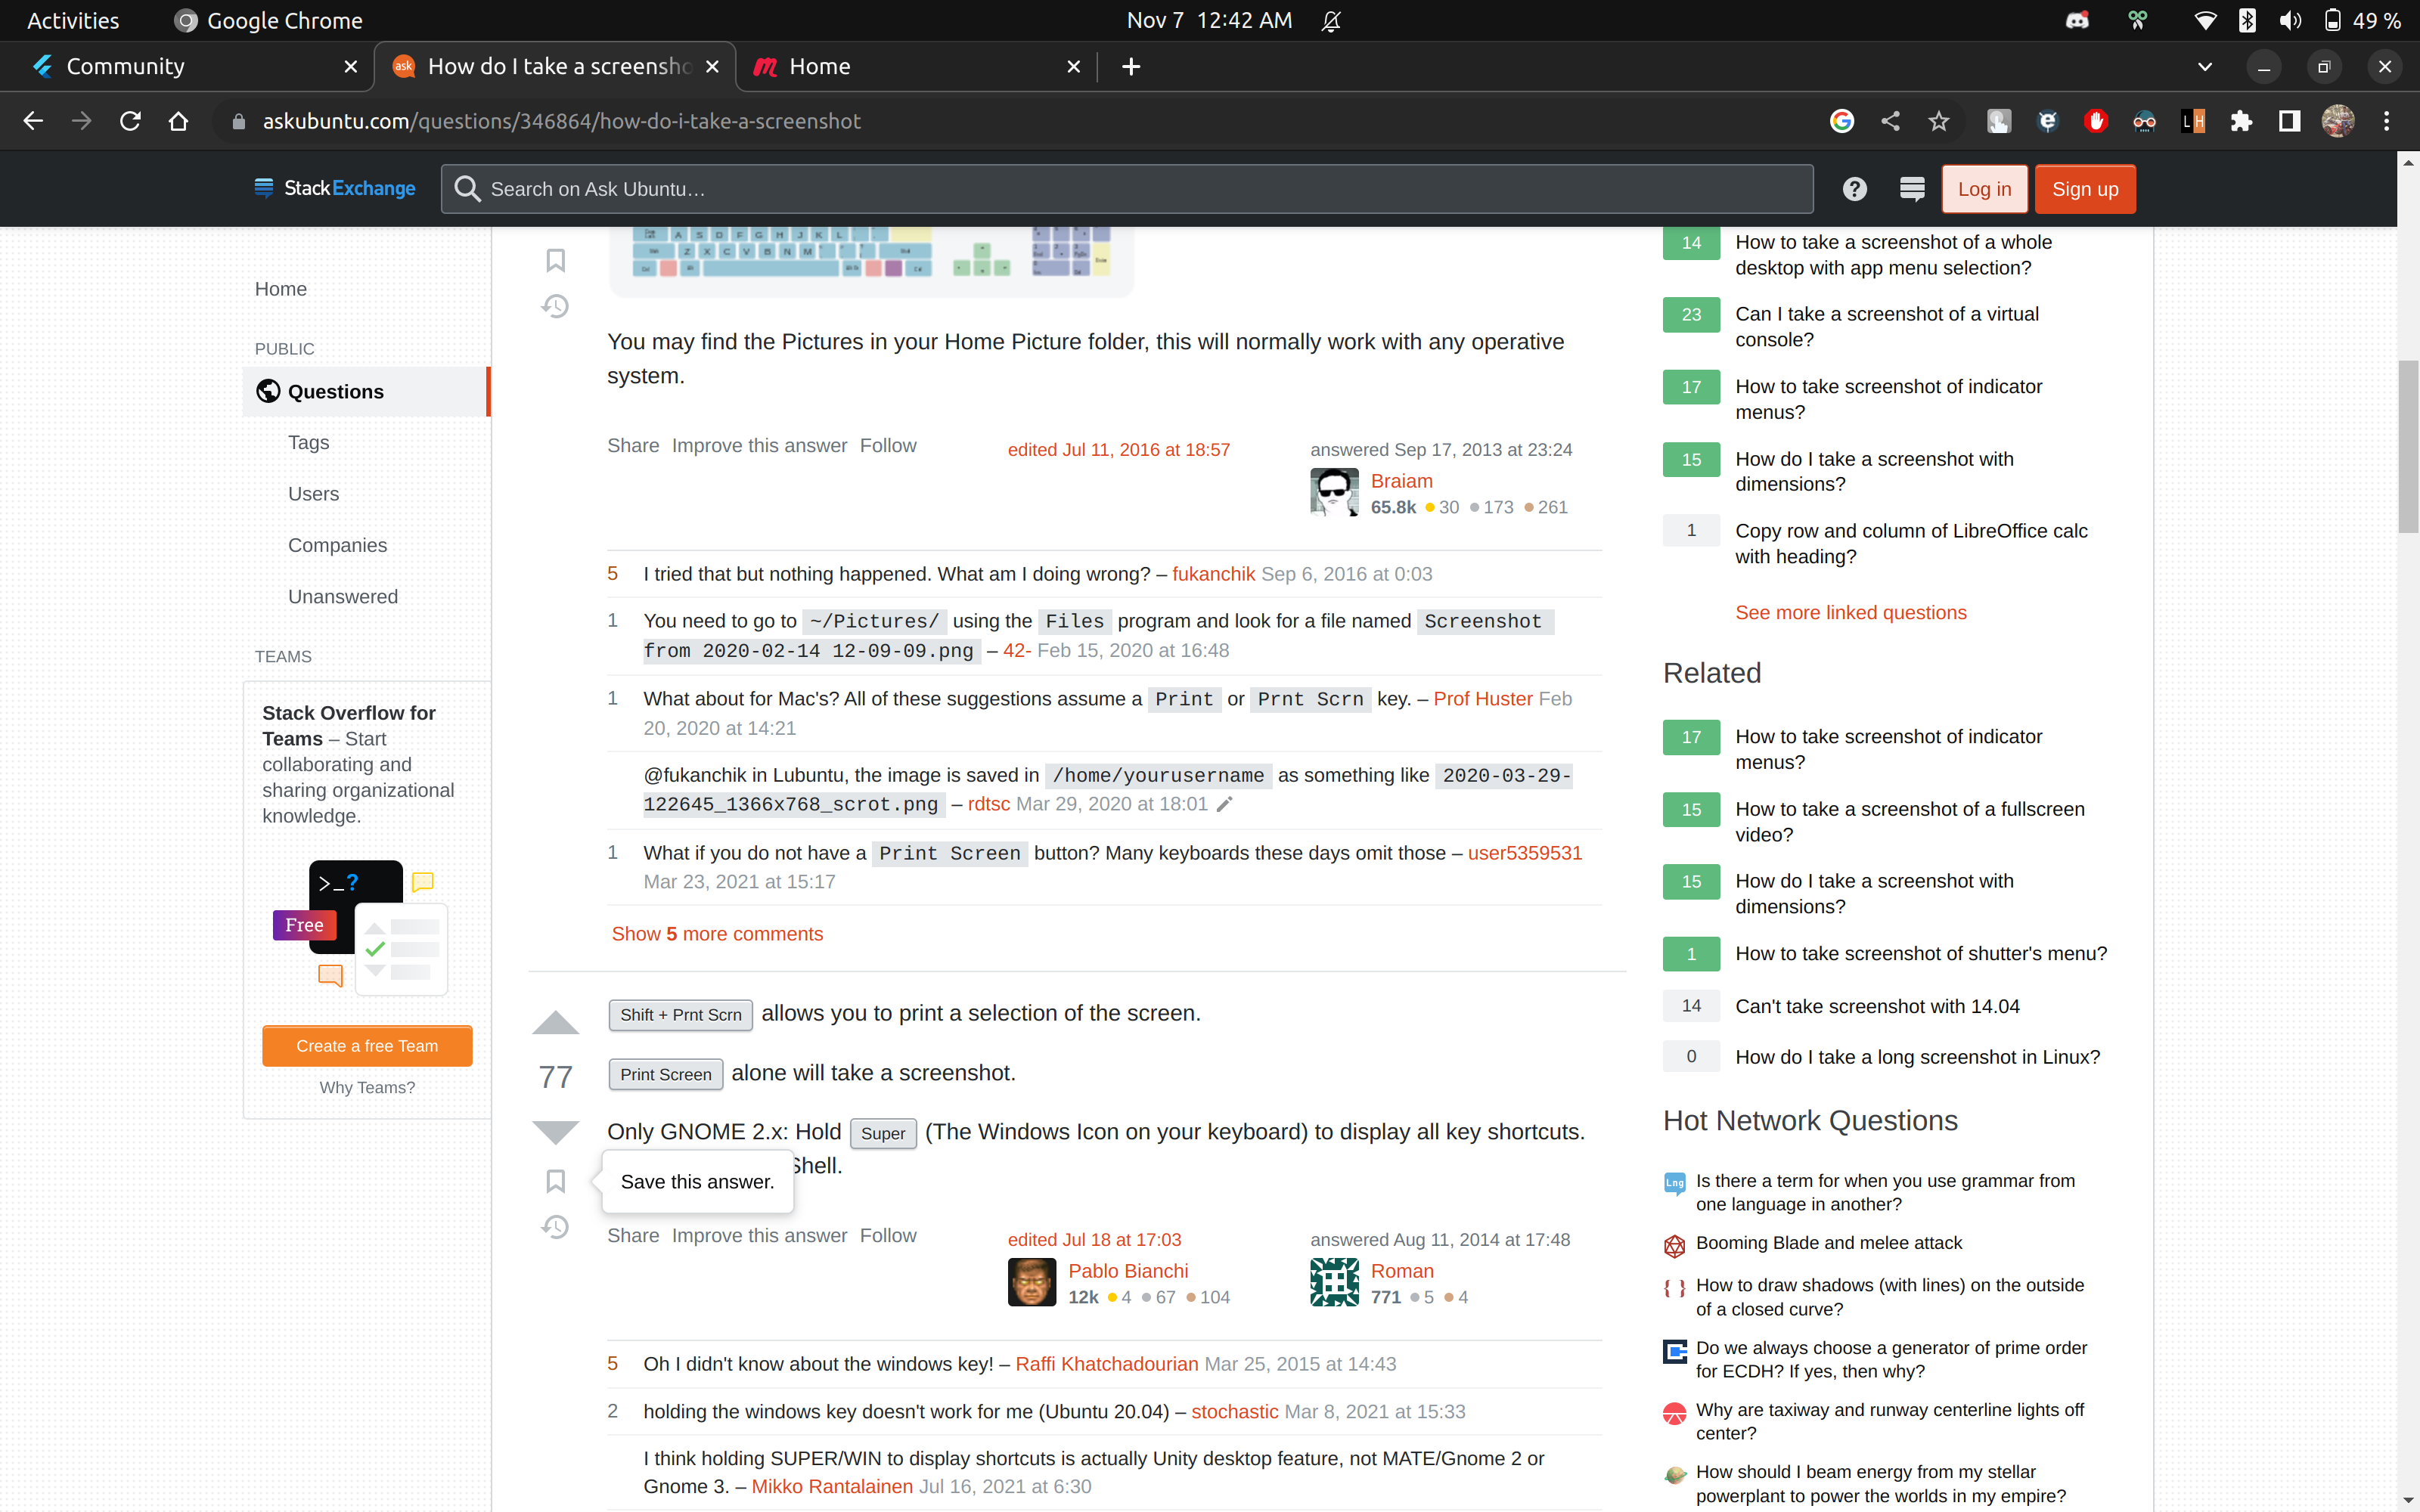 Activities
Google Chrome
Nov 7 12:42 AM
49 %
Community
How do I take a screensho
Home
askubuntu.com/questions/346864/how-do-i-take-a-screenshot
StackExchange
Search on Ask Ubuntu…
Log in
Sign up
Home
PUBLIC
Questions
Tags
Users
Companies
Unanswered
TEAMS
Stack Overflow for
Teams – Start
collaborating and
sharing organizational
knowledge.
>_?
Free
Create a free Team
Why Teams?
A S D F G H J K L
Z X C V B N M
You may find the Pictures in your Home Picture folder, this will normally work with any operative
system.
Share Improve this answer Follow
edited Jul 11, 2016 at 18:57
answered Sep 17, 2013 at 23:24
Braiam
65.8k 30 173 261
5 I tried that but nothing happened. What am I doing wrong? – fukanchik Sep 6, 2016 at 0:03
1 You need to go to ~/Pictures/ using the Files program and look for a file named Screenshot
from 2020-02-14 12-09-09.png – 42- Feb 15, 2020 at 16:48
1 What about for Mac's? All of these suggestions assume a Print or Prnt Scrn key. – Prof Huster Feb
20, 2020 at 14:21
@fukanchik in Lubuntu, the image is saved in /home/yourusername as something like 2020-03-29-
122645_1366x768_scrot.png – rdtsc Mar 29, 2020 at 18:01
1 What if you do not have a Print Screen button? Many keyboards these days omit those – user5359531
Mar 23, 2021 at 15:17
Show 5 more comments
Shift + Prnt Scrn allows you to print a selection of the screen.
77
Print Screen alone will take a screenshot.
Only GNOME 2.x: Hold Super (The Windows Icon on your keyboard) to display all key shortcuts.
Shell.
Save this answer.
Share Improve this answer Follow
edited Jul 18 at 17:03
Pablo Bianchi
12k 4 67 104
answered Aug 11, 2014 at 17:48
Roman
771 5 4
5 Oh I didn't know about the windows key! – Raffi Khatchadourian Mar 25, 2015 at 14:43
2 holding the windows key doesn't work for me (Ubuntu 20.04) – stochastic Mar 8, 2021 at 15:33
I think holding SUPER/WIN to display shortcuts is actually Unity desktop feature, not MATE/Gnome 2 or
Gnome 3. – Mikko Rantalainen Jul 16, 2021 at 6:30
14 How to take a screenshot of a whole
desktop with app menu selection?
23 Can I take a screenshot of a virtual
console?
17 How to take screenshot of indicator
menus?
15 How do I take a screenshot with
dimensions?
1 Copy row and column of LibreOffice calc
with heading?
See more linked questions
Related
17 How to take screenshot of indicator
menus?
15 How to take a screenshot of a fullscreen
video?
15 How do I take a screenshot with
dimensions?
1 How to take screenshot of shutter's menu?
14 Can't take screenshot with 14.04
0 How do I take a long screenshot in Linux?
Hot Network Questions
Lng Is there a term for when you use grammar from
one language in another?
Booming Blade and melee attack
How to draw shadows (with lines) on the outside
of a closed curve?
Do we always choose a generator of prime order
for ECDH? If yes, then why?
Why are taxiway and runway centerline lights off
center?
How should I beam energy from my stellar
powerplant to power the worlds in my empire?